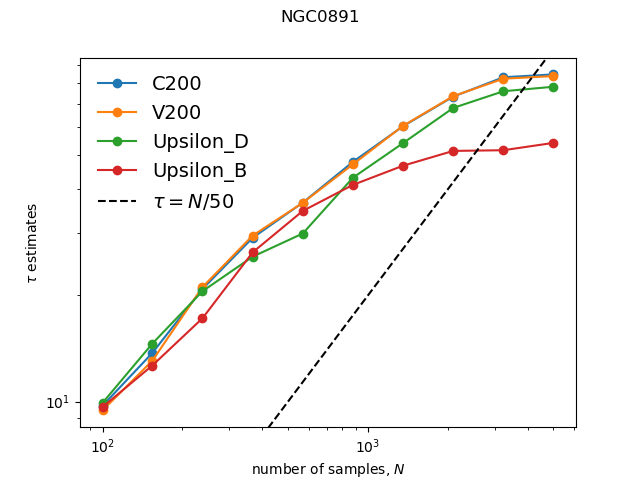 NGC0891
C200
V200
Upsilon_D
Upsilon_B
τ = N/50
τ estimates
10¹
10² 10³
number of samples, N